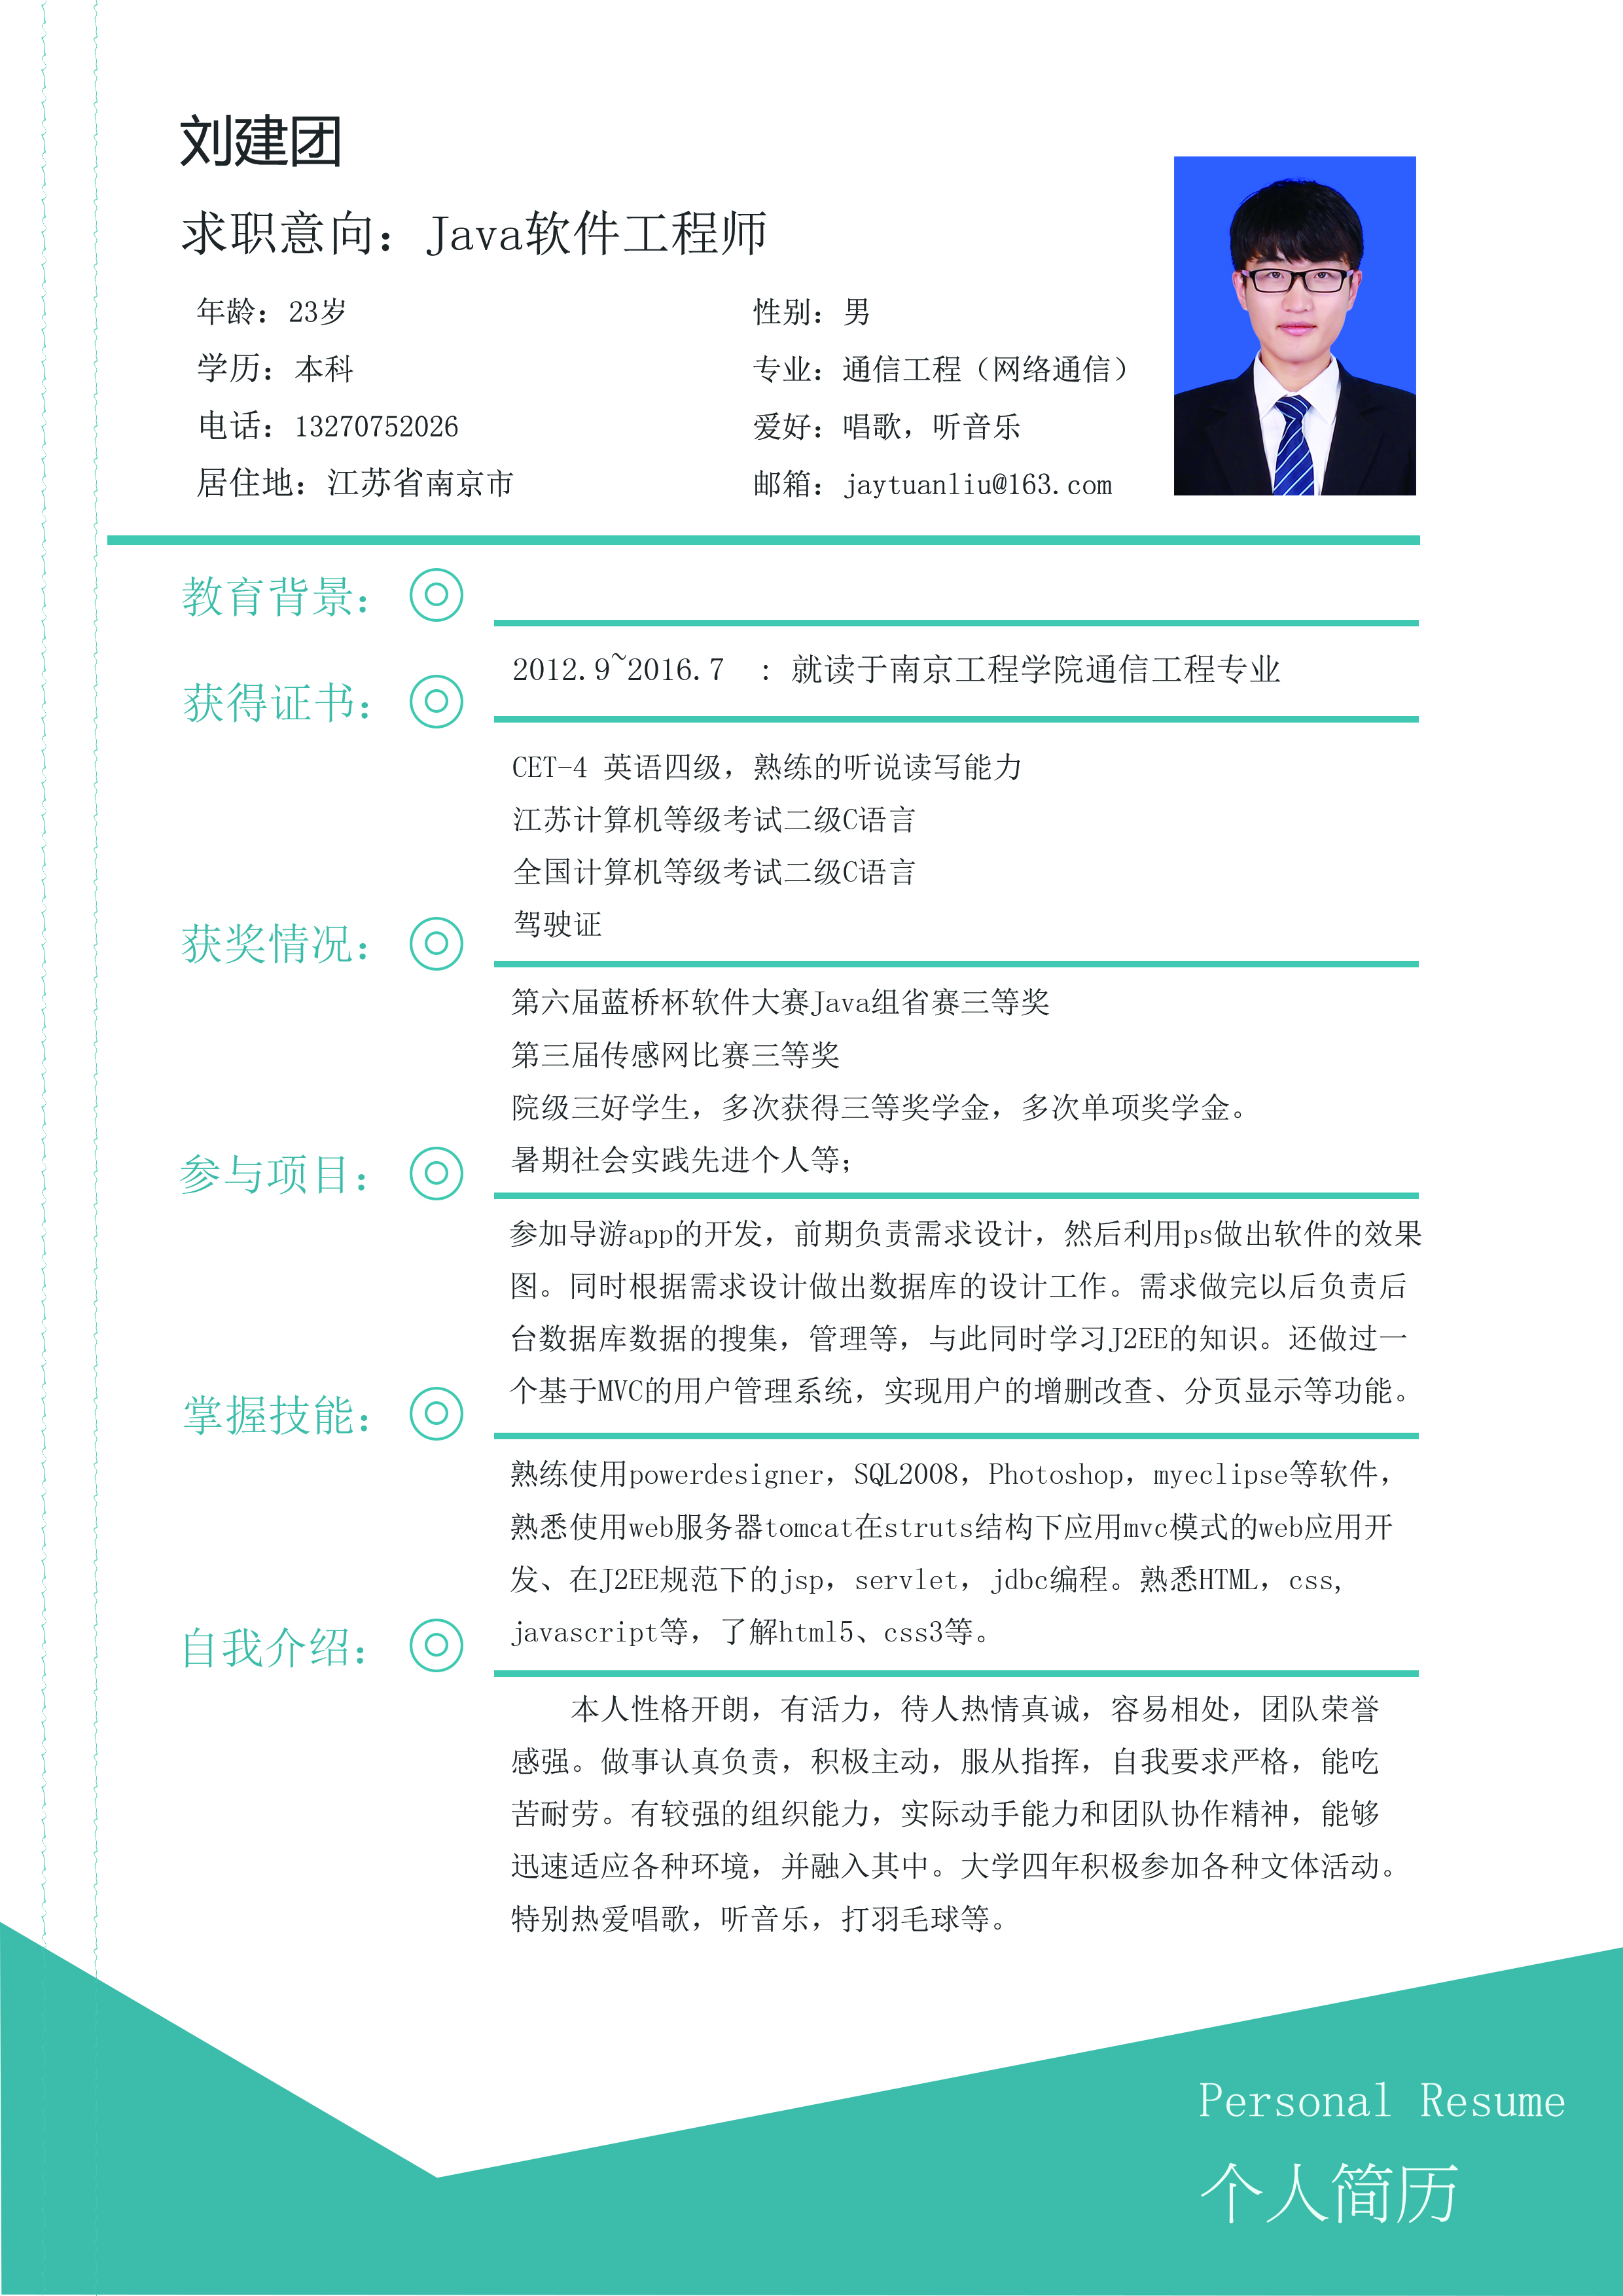 刘建团
求职意向：Java软件工程师
年龄：23岁
性别：男
学历：本科
专业：通信工程（网络通信）
电话：13270752026
爱好：唱歌，听音乐
居住地：江苏省南京市
邮箱：jaytuanliu@163.com
教育背景：
2012.9~2016.7 : 就读于南京工程学院通信工程专业
获得证书：
CET-4 英语四级，熟练的听说读写能力
江苏计算机等级考试二级C语言
全国计算机等级考试二级C语言
驾驶证
获奖情况：
第六届蓝桥杯软件大赛Java组省赛三等奖
第三届传感网比赛三等奖
院级三好学生，多次获得三等奖学金，多次单项奖学金。
暑期社会实践先进个人等；
参与项目：
参加导游app的开发，前期负责需求设计，然后利用ps做出软件的效果
图。同时根据需求设计做出数据库的设计工作。需求做完以后负责后
台数据库数据的搜集，管理等，与此同时学习J2EE的知识。还做过一
个基于MVC的用户管理系统，实现用户的增删改查、分页显示等功能。
掌握技能：
熟练使用powerdesigner，SQL2008，Photoshop，myeclipse等软件，
熟悉使用web服务器tomcat在struts结构下应用mvc模式的web应用开
发、在J2EE规范下的jsp，servlet，jdbc编程。熟悉HTML，css,
javascript等，了解html5、css3等。
自我介绍：
本人性格开朗，有活力，待人热情真诚，容易相处，团队荣誉
感强。做事认真负责，积极主动，服从指挥，自我要求严格，能吃
苦耐劳。有较强的组织能力，实际动手能力和团队协作精神，能够
迅速适应各种环境，并融入其中。大学四年积极参加各种文体活动。
特别热爱唱歌，听音乐，打羽毛球等。
Personal Resume
个人简历